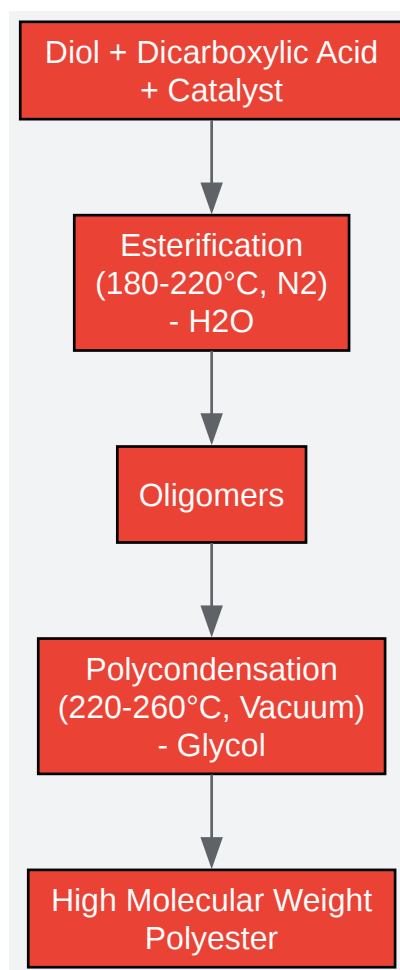 Diol + Dicarboxylic Acid
+ Catalyst
Esterification
(180-220°C, N2)
- H2O
Oligomers
Polycondensation
(220-260°C, Vacuum)
- Glycol
High Molecular Weight
Polyester